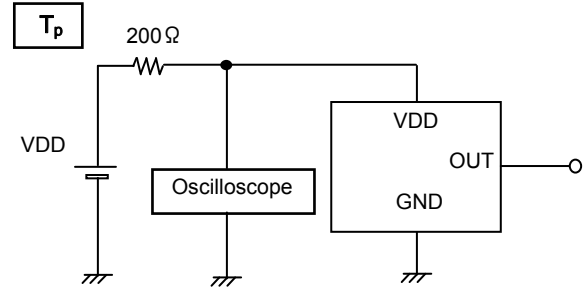 Tp
200Ω
VDD
Oscilloscope
VDD
OUT
GND